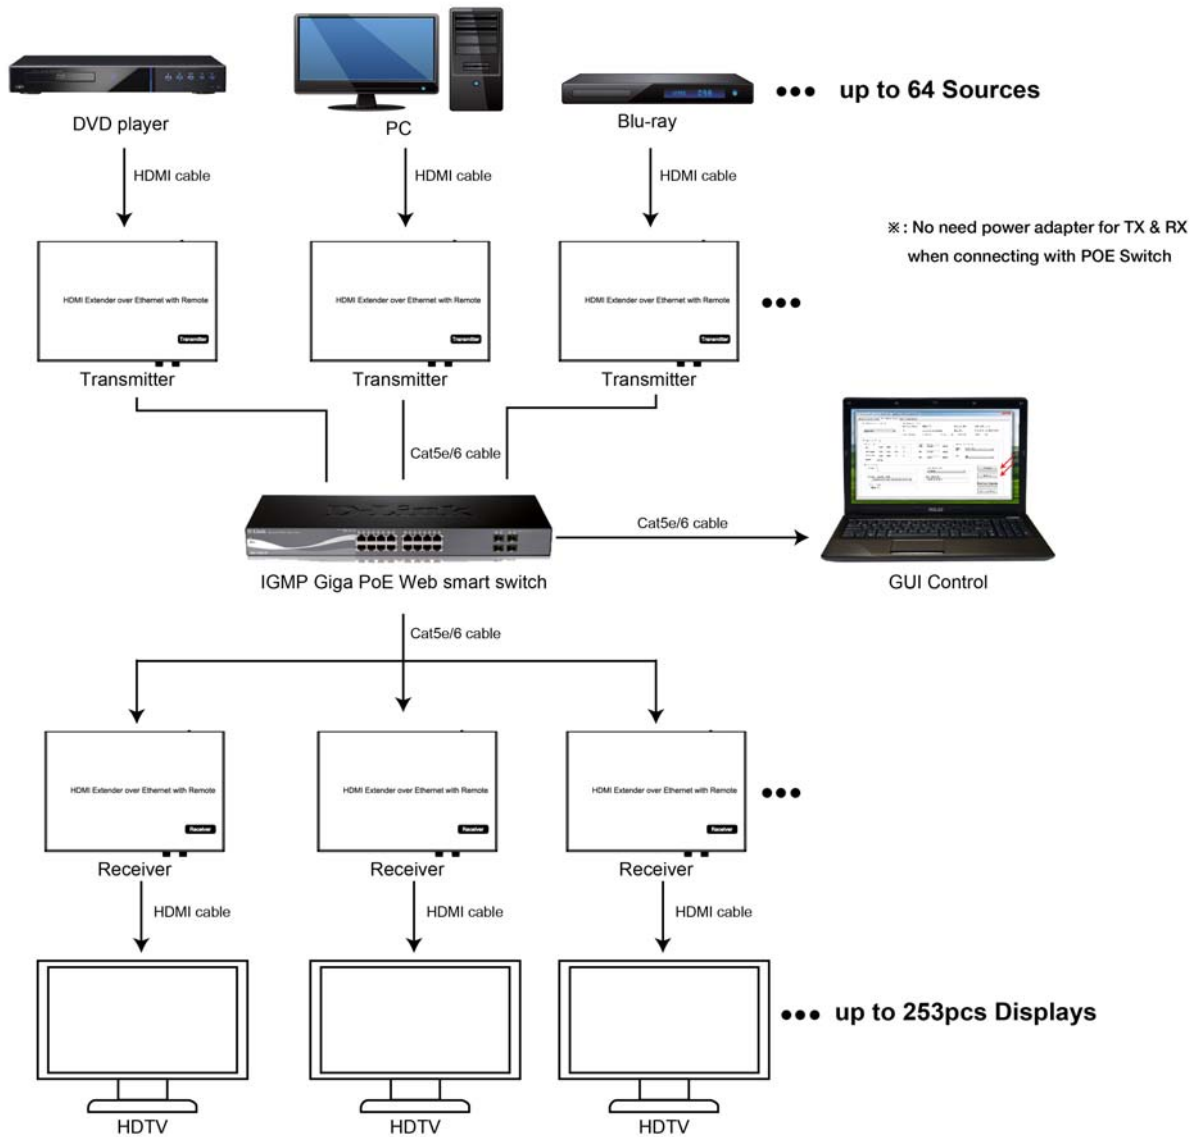 up to 64 Sources
DVD player
PC
Blu-ray
HDMI cable
HDMI cable
HDMI cable
※: No need power adapter for TX & RX
when connecting with POE Switch
HDMI Extender over Ethernet with Remote
HDMI Extender over Ethernet with Remote
HDMI Extender over Ethernet with Remote
Transmitter
Transmitter
Transmitter
Transmitter
Transmitter
Transmitter
Cat5e/6 cable
D-Link
Cat5e/6 cable
IGMP Giga PoE Web smart switch
GUI Control
Cat5e/6 cable
HDMI Extender over Ethernet with Remote
HDMI Extender over Ethernet with Remote
HDMI Extender over Ethernet with Remote
Receiver
Receiver
Receiver
Receiver
Receiver
Receiver
HDMI cable
HDMI cable
HDMI cable
up to 253pcs Displays
HDTV
HDTV
HDTV